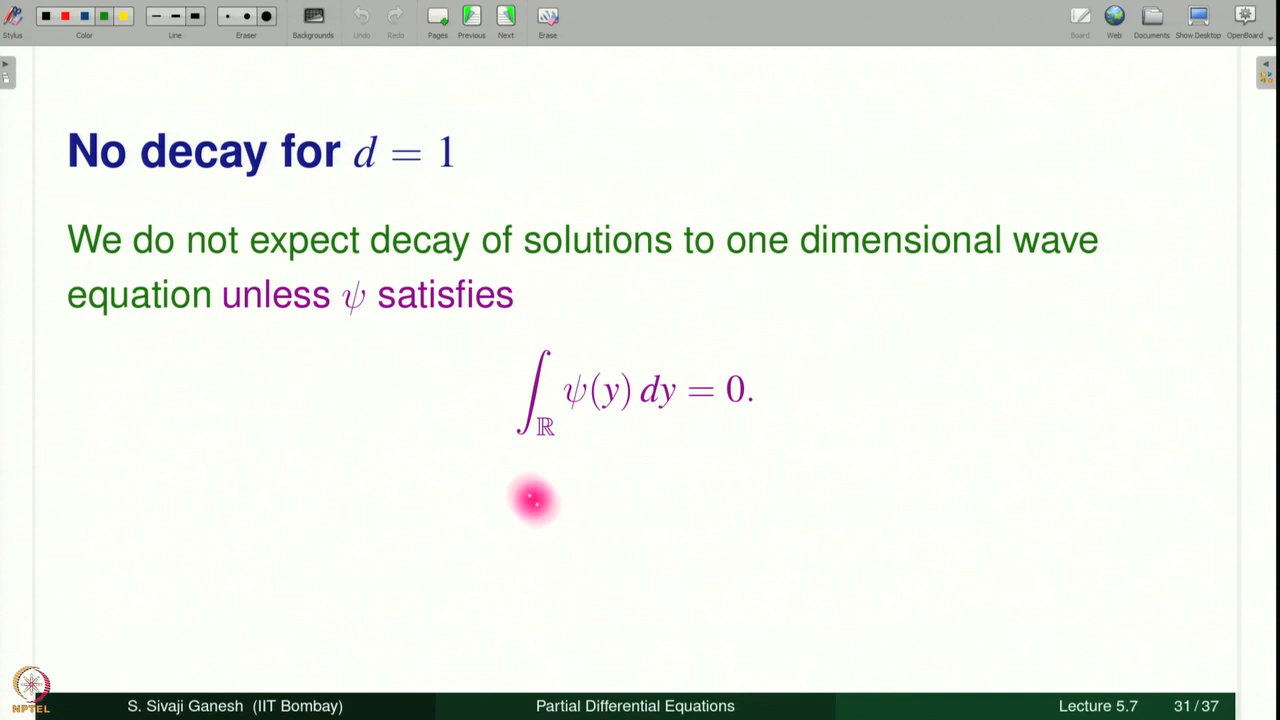 Stylus Color Line Eraser Backgrounds Undo Redo Pages Previous Next Erase Board Web Documents Show Desktop OpenBoard
No decay for d = 1
We do not expect decay of solutions to one dimensional wave
equation unless ψ satisfies
∫_ℝ ψ(y) dy = 0.
NPTEL
S. Sivaji Ganesh (IIT Bombay) Partial Differential Equations Lecture 5.7 31 / 37